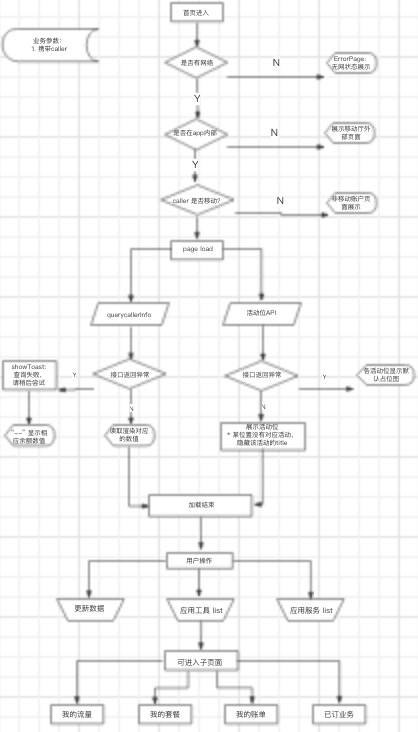 首页进入
业务参数:
1. 携带caller
是否有网络
N
ErrorPage:
无网状态展示
Y
是否在app内部
N
展示移动厅外
部页面
Y
caller 是否移动?
N
非移动账户页
面展示
page load
querycallerInfo
活动位API
showToast:
查询失败,
请稍后尝试
Y
接口返回异常
接口返回异常
Y
各活动位显示默
认占位图
N
N
"--" 显示相
应余额数值
读取渲染对应
的数值
展示活动位
* 某位置没有对应活动,
隐藏该活动的title
加载结束
用户操作
更新数据
应用工具 list
应用服务 list
可进入子页面
我的流量
我的套餐
我的账单
已订业务